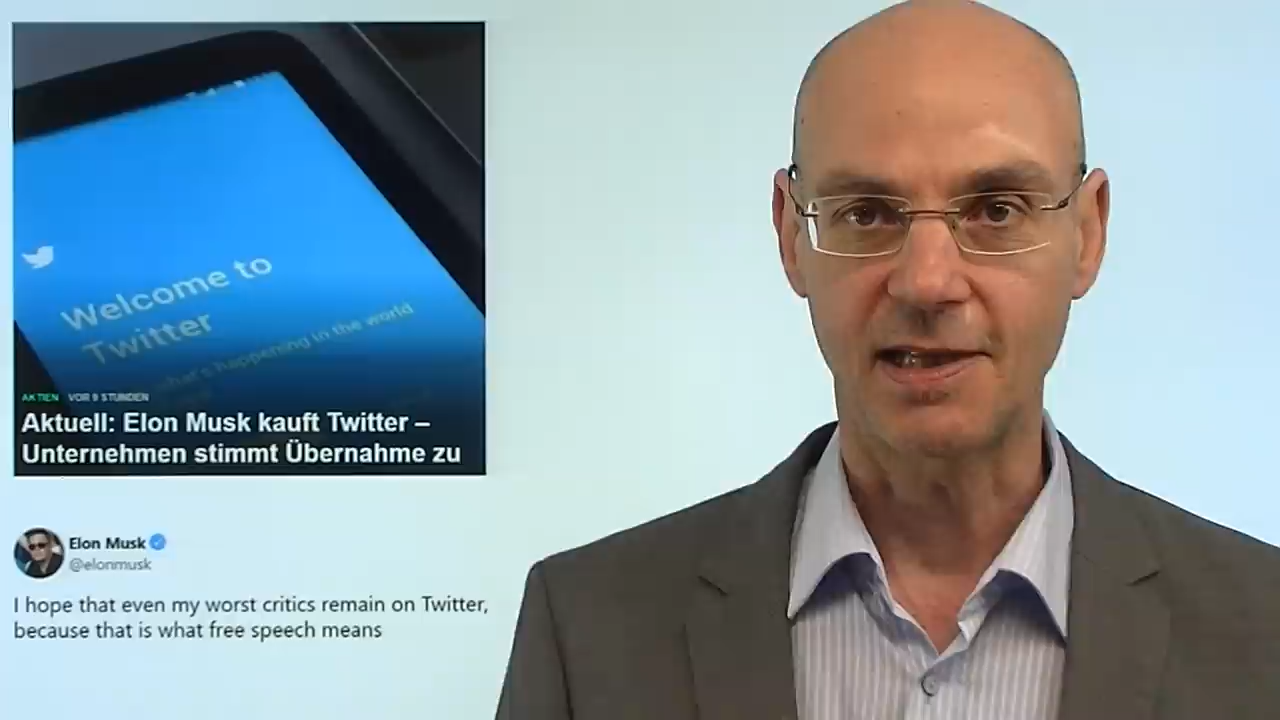 Welcome to
Twitter
what's happening in the world
AKTIEN VOR 9 STUNDEN
Aktuell: Elon Musk kauft Twitter –
Unternehmen stimmt Übernahme zu
Elon Musk
@elonmusk
I hope that even my worst critics remain on Twitter,
because that is what free speech means